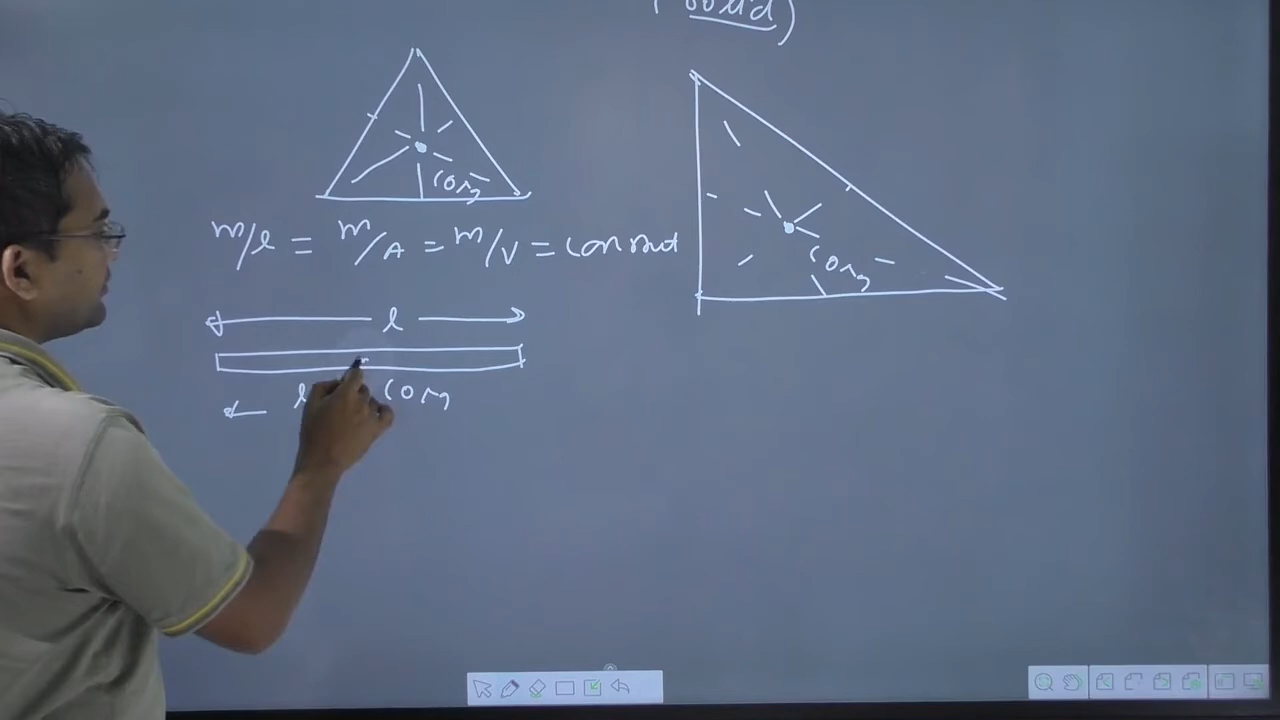 (Solid)
COM
m/l = m/A = m/V = constant
COM
l
l
COM